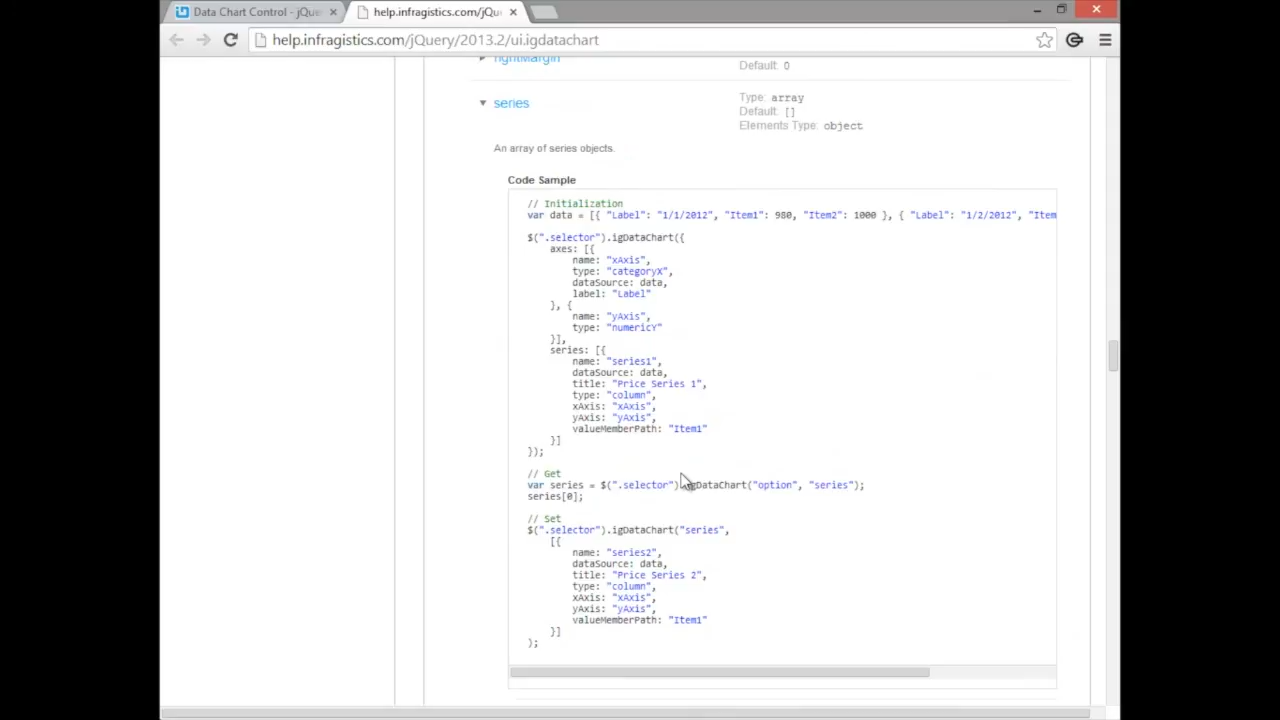 Data Chart Control - jQue
help.infragistics.com/jQu
help.infragistics.com/jQuery/2013.2/ui.igdatachart
rightMargin
Default: 0
series
Type: array
Default: []
Elements Type: object
An array of series objects.
Code Sample
// Initialization
var data = [{ "Label": "1/1/2012", "Item1": 980, "Item2": 1000 }, { "Label": "1/2/2012", "Item
$(".selector").igDataChart({
axes: [{
name: "xAxis",
type: "categoryX",
dataSource: data,
label: "Label"
}, {
name: "yAxis",
type: "numericY"
}],
series: [{
name: "series1",
dataSource: data,
title: "Price Series 1",
type: "column",
xAxis: "xAxis",
yAxis: "yAxis",
valueMemberPath: "Item1"
}]
});
// Get
var series = $(".selector").igDataChart("option", "series");
series[0];
// Set
$(".selector").igDataChart("series",
[{
name: "series2",
dataSource: data,
title: "Price Series 2",
type: "column",
xAxis: "xAxis",
yAxis: "yAxis",
valueMemberPath: "Item1"
}]
);